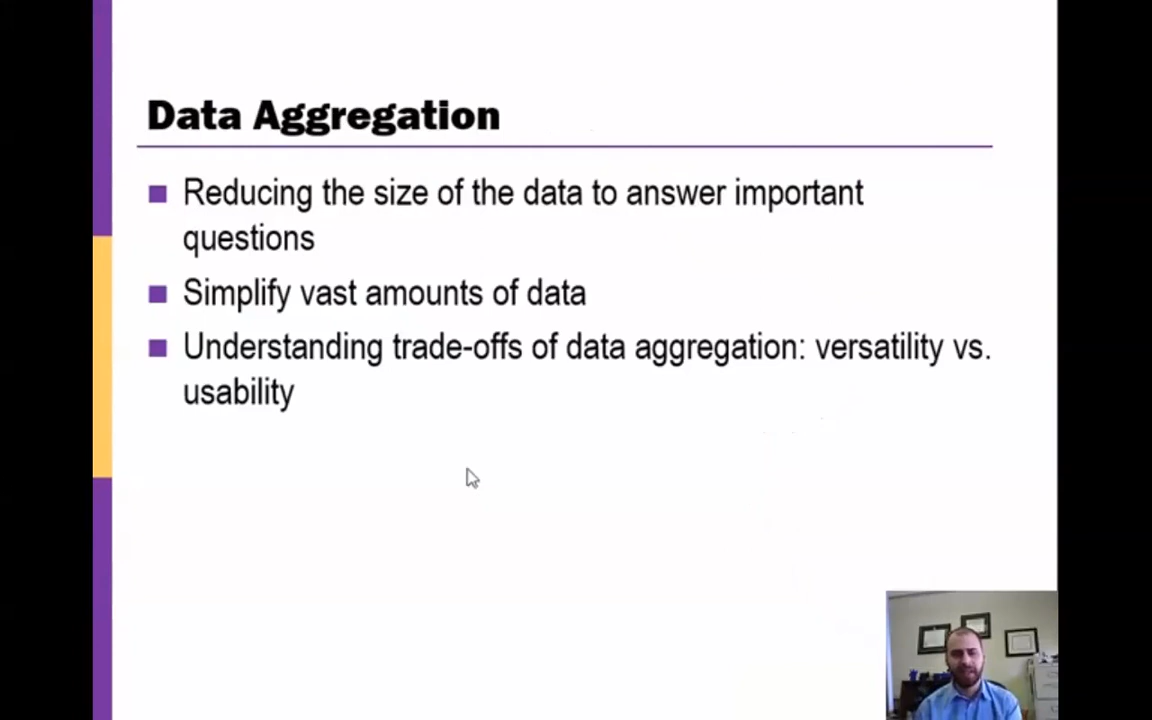 Data Aggregation
Reducing the size of the data to answer important
questions
Simplify vast amounts of data
Understanding trade-offs of data aggregation: versatility vs.
usability